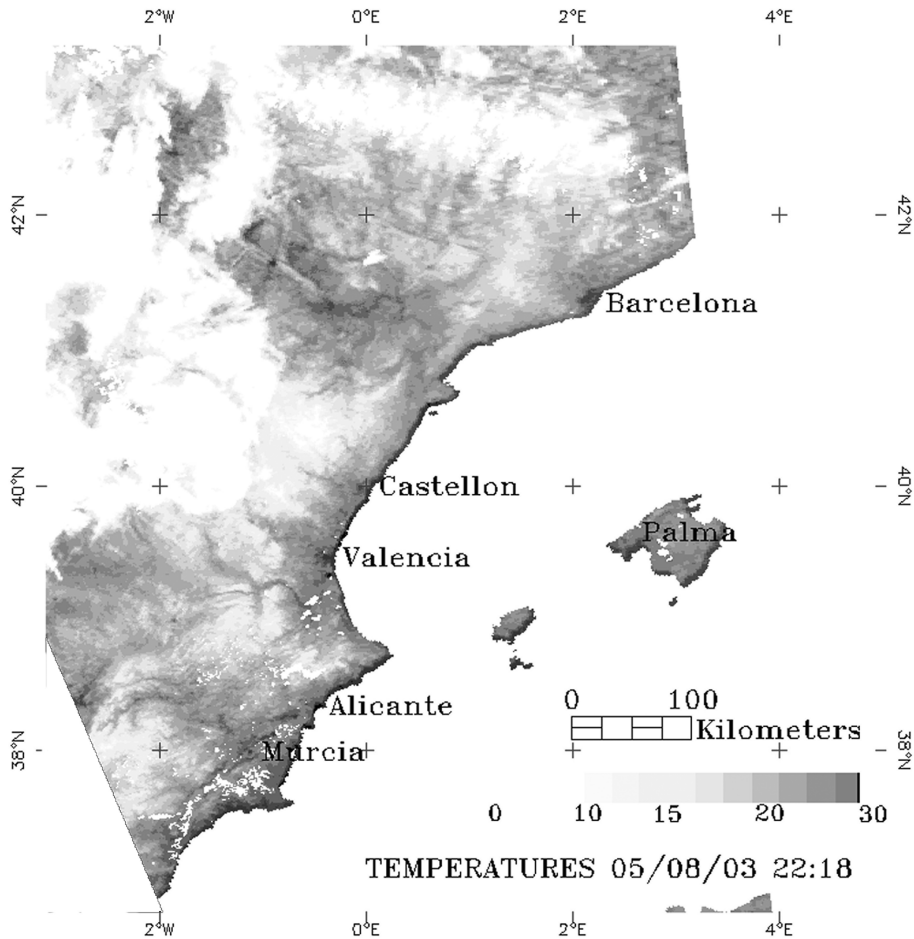 2°W 0°E 2°E 4°E
42°N 42°N
Barcelona
40°N Castellon 40°N
Palma
Valencia
0 100
Alicante
Kilometers
38°N Murcia 38°N
0 10 15 20 30
TEMPERATURES 05/08/03 22:18
2°W 0°E 2°E 4°E